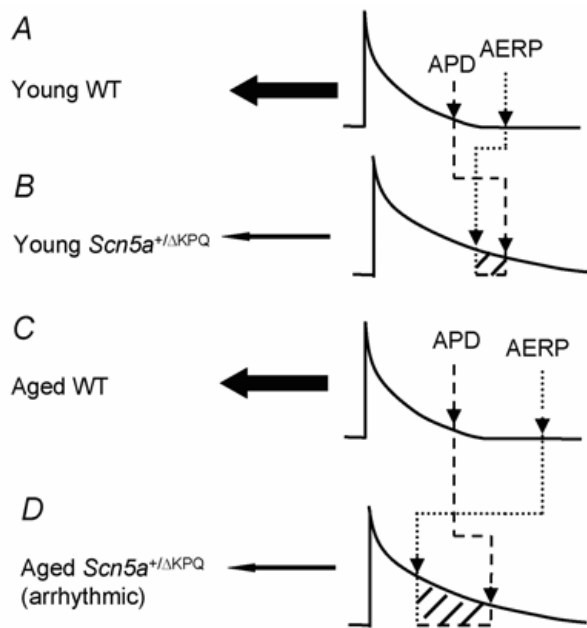 A
APD AERP
Young WT
B
Young Scn5a+/ΔKPQ
C
APD AERP
Aged WT
D
Aged Scn5a+/ΔKPQ
(arrhythmic)